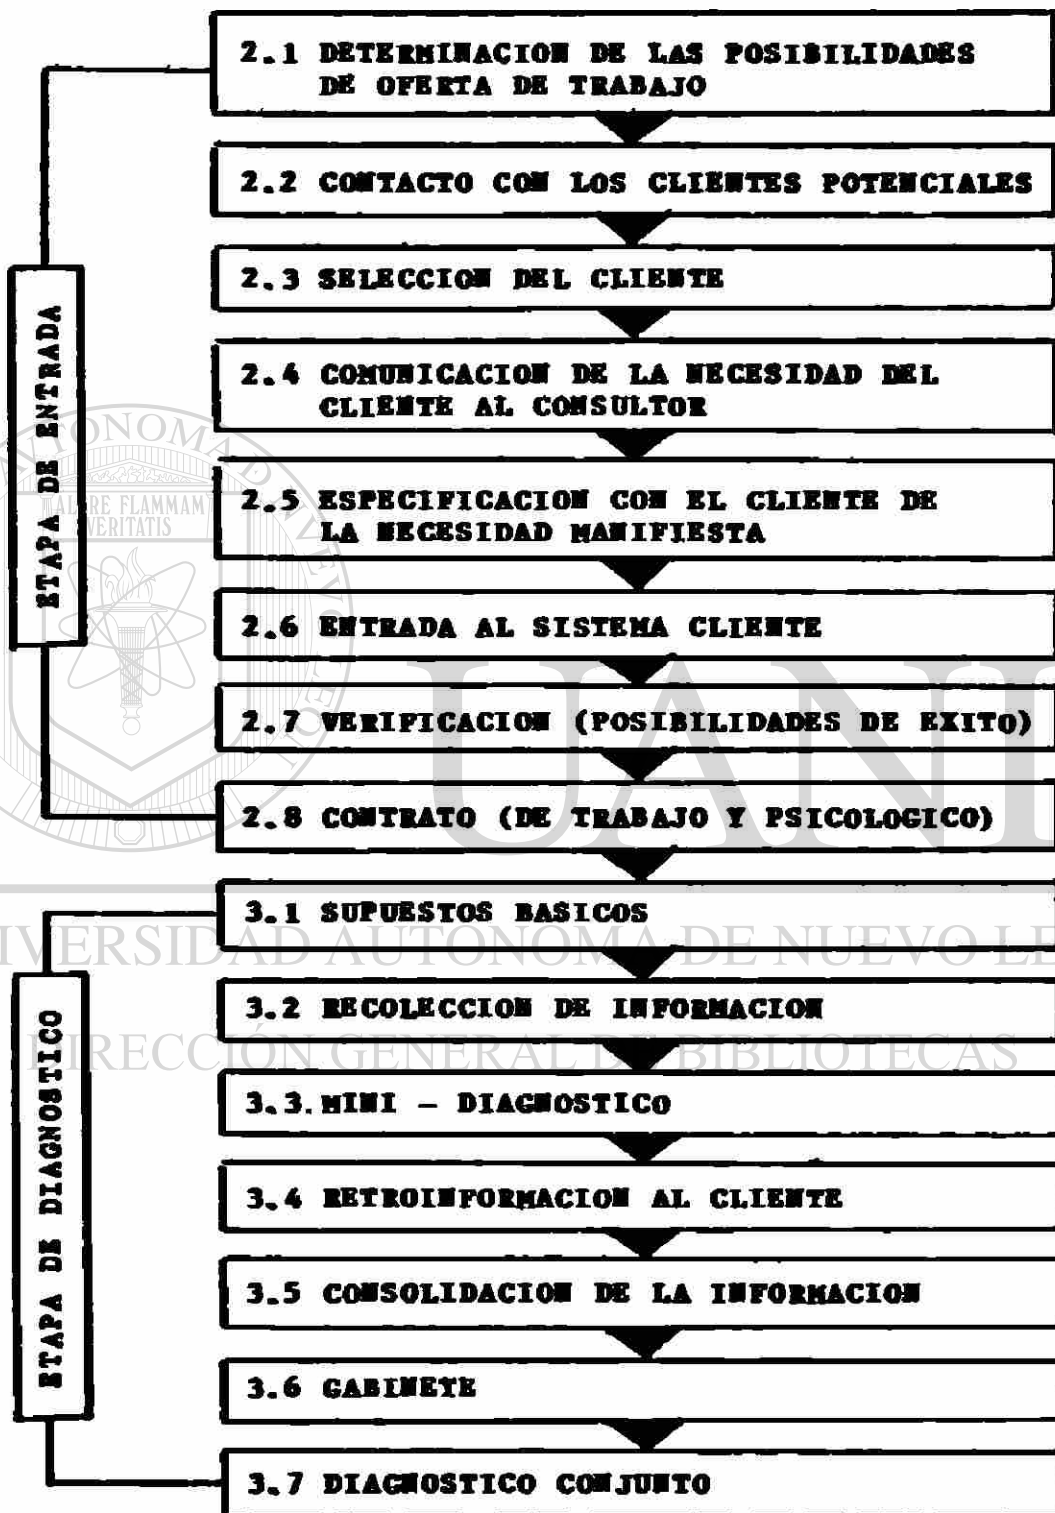 2.1 DETERMINACION DE LAS POSIBILIDADES
DE OFERTA DE TRABAJO
2.2 CONTACTO CON LOS CLIENTES POTENCIALES
2.3 SELECCION DEL CLIENTE
2.4 COMUNICACION DE LA NECESIDAD DEL
CLIENTE AL CONSULTOR
2.5 ESPECIFICACION CON EL CLIENTE DE
LA NECESIDAD MANIFIESTA
2.6 ENTRADA AL SISTEMA CLIENTE
2.7 VERIFICACION (POSIBILIDADES DE EXITO)
2.8 CONTRATO (DE TRABAJO Y PSICOLOGICO)
ETAPA DE ENTRADA
3.1 SUPUESTOS BASICOS
3.2 RECOLECCION DE INFORMACION
3.3. MINI - DIAGNOSTICO
3.4 RETROINFORMACION AL CLIENTE
3.5 CONSOLIDACION DE LA INFORMACION
3.6 GABINETE
3.7 DIAGNOSTICO CONJUNTO
ETAPA DE DIAGNOSTICO
UANL
IVERSIDAD AUTÓNOMA DE NUEVO LE
DIRECCIÓN GENERAL DE BIBLIOTECAS
ALERE FLAMMAM
VERITATIS